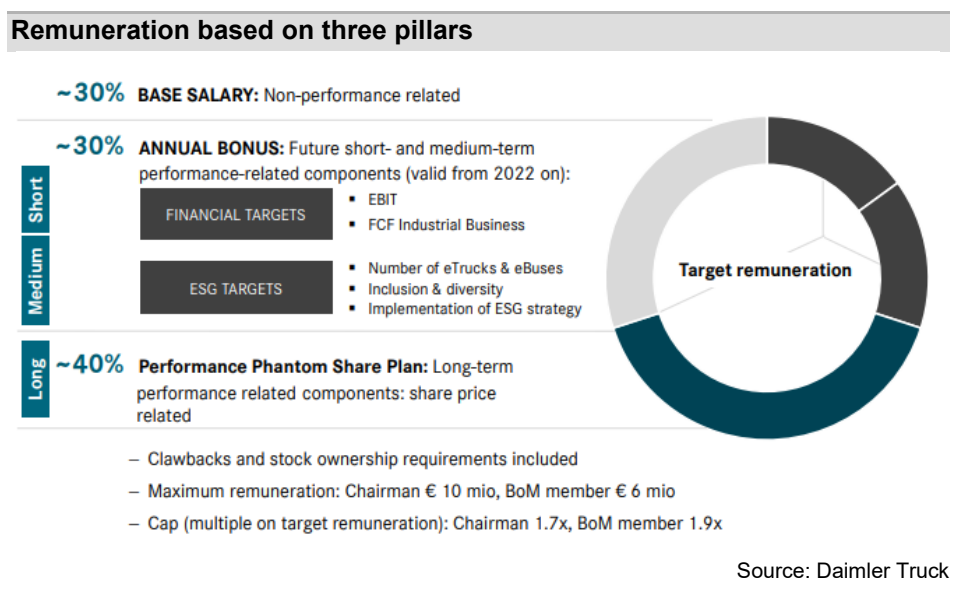 Remuneration based on three pillars
~30% BASE SALARY: Non-performance related
~30% ANNUAL BONUS: Future short- and medium-term
performance-related components (valid from 2022 on):
Short
FINANCIAL TARGETS
▪ EBIT
▪ FCF Industrial Business
Medium
ESG TARGETS
▪ Number of eTrucks & eBuses
▪ Inclusion & diversity
▪ Implementation of ESG strategy
Target remuneration
Long
~40% Performance Phantom Share Plan: Long-term
performance related components: share price
related
– Clawbacks and stock ownership requirements included
– Maximum remuneration: Chairman € 10 mio, BoM member € 6 mio
– Cap (multiple on target remuneration): Chairman 1.7x, BoM member 1.9x
Source: Daimler Truck